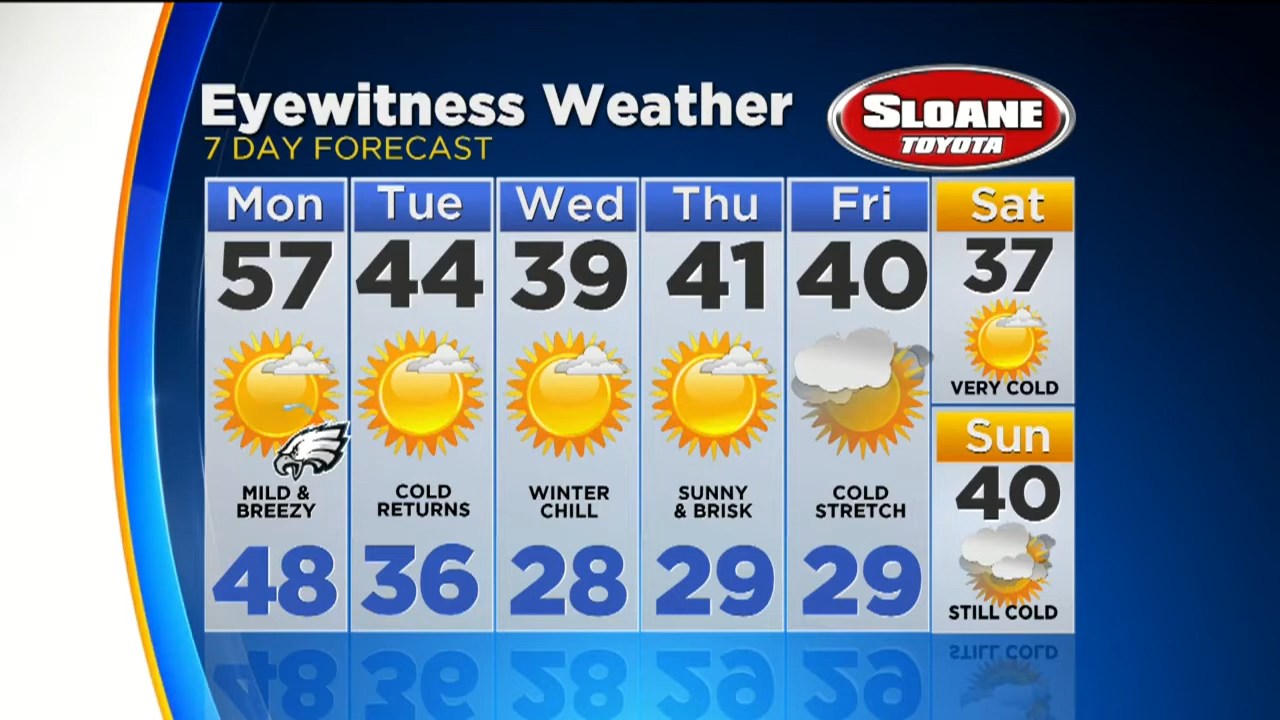 Eyewitness Weather
7 DAY FORECAST
SLOANE
TOYOTA
Mon
57
MILD &
BREEZY
48
Tue
44
COLD
RETURNS
36
Wed
39
WINTER
CHILL
28
Thu
41
SUNNY
& BRISK
29
Fri
40
COLD
STRETCH
29
Sat
37
VERY COLD
Sun
40
STILL COLD